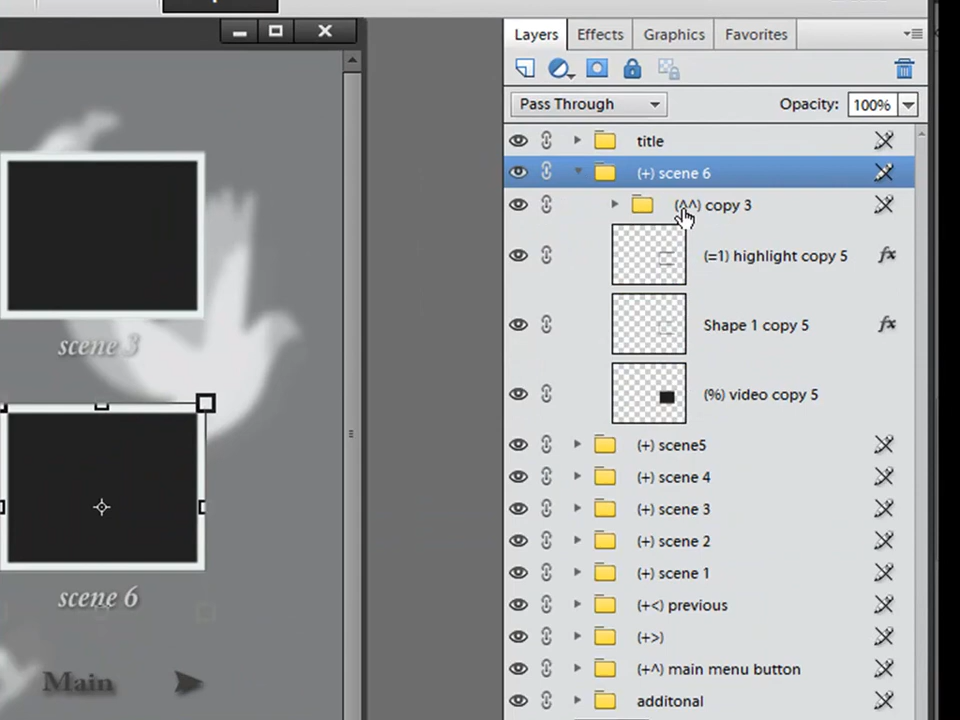 Layers Effects Graphics Favorites
Pass Through Opacity: 100%
title
(+) scene 6
(^^) copy 3
(=1) highlight copy 5
fx
Shape 1 copy 5
fx
(%) video copy 5
(+) scene5
(+) scene 4
(+) scene 3
(+) scene 2
(+) scene 1
(+<) previous
(+>)
(+^) main menu button
additonal
scene 3
scene 6
Main